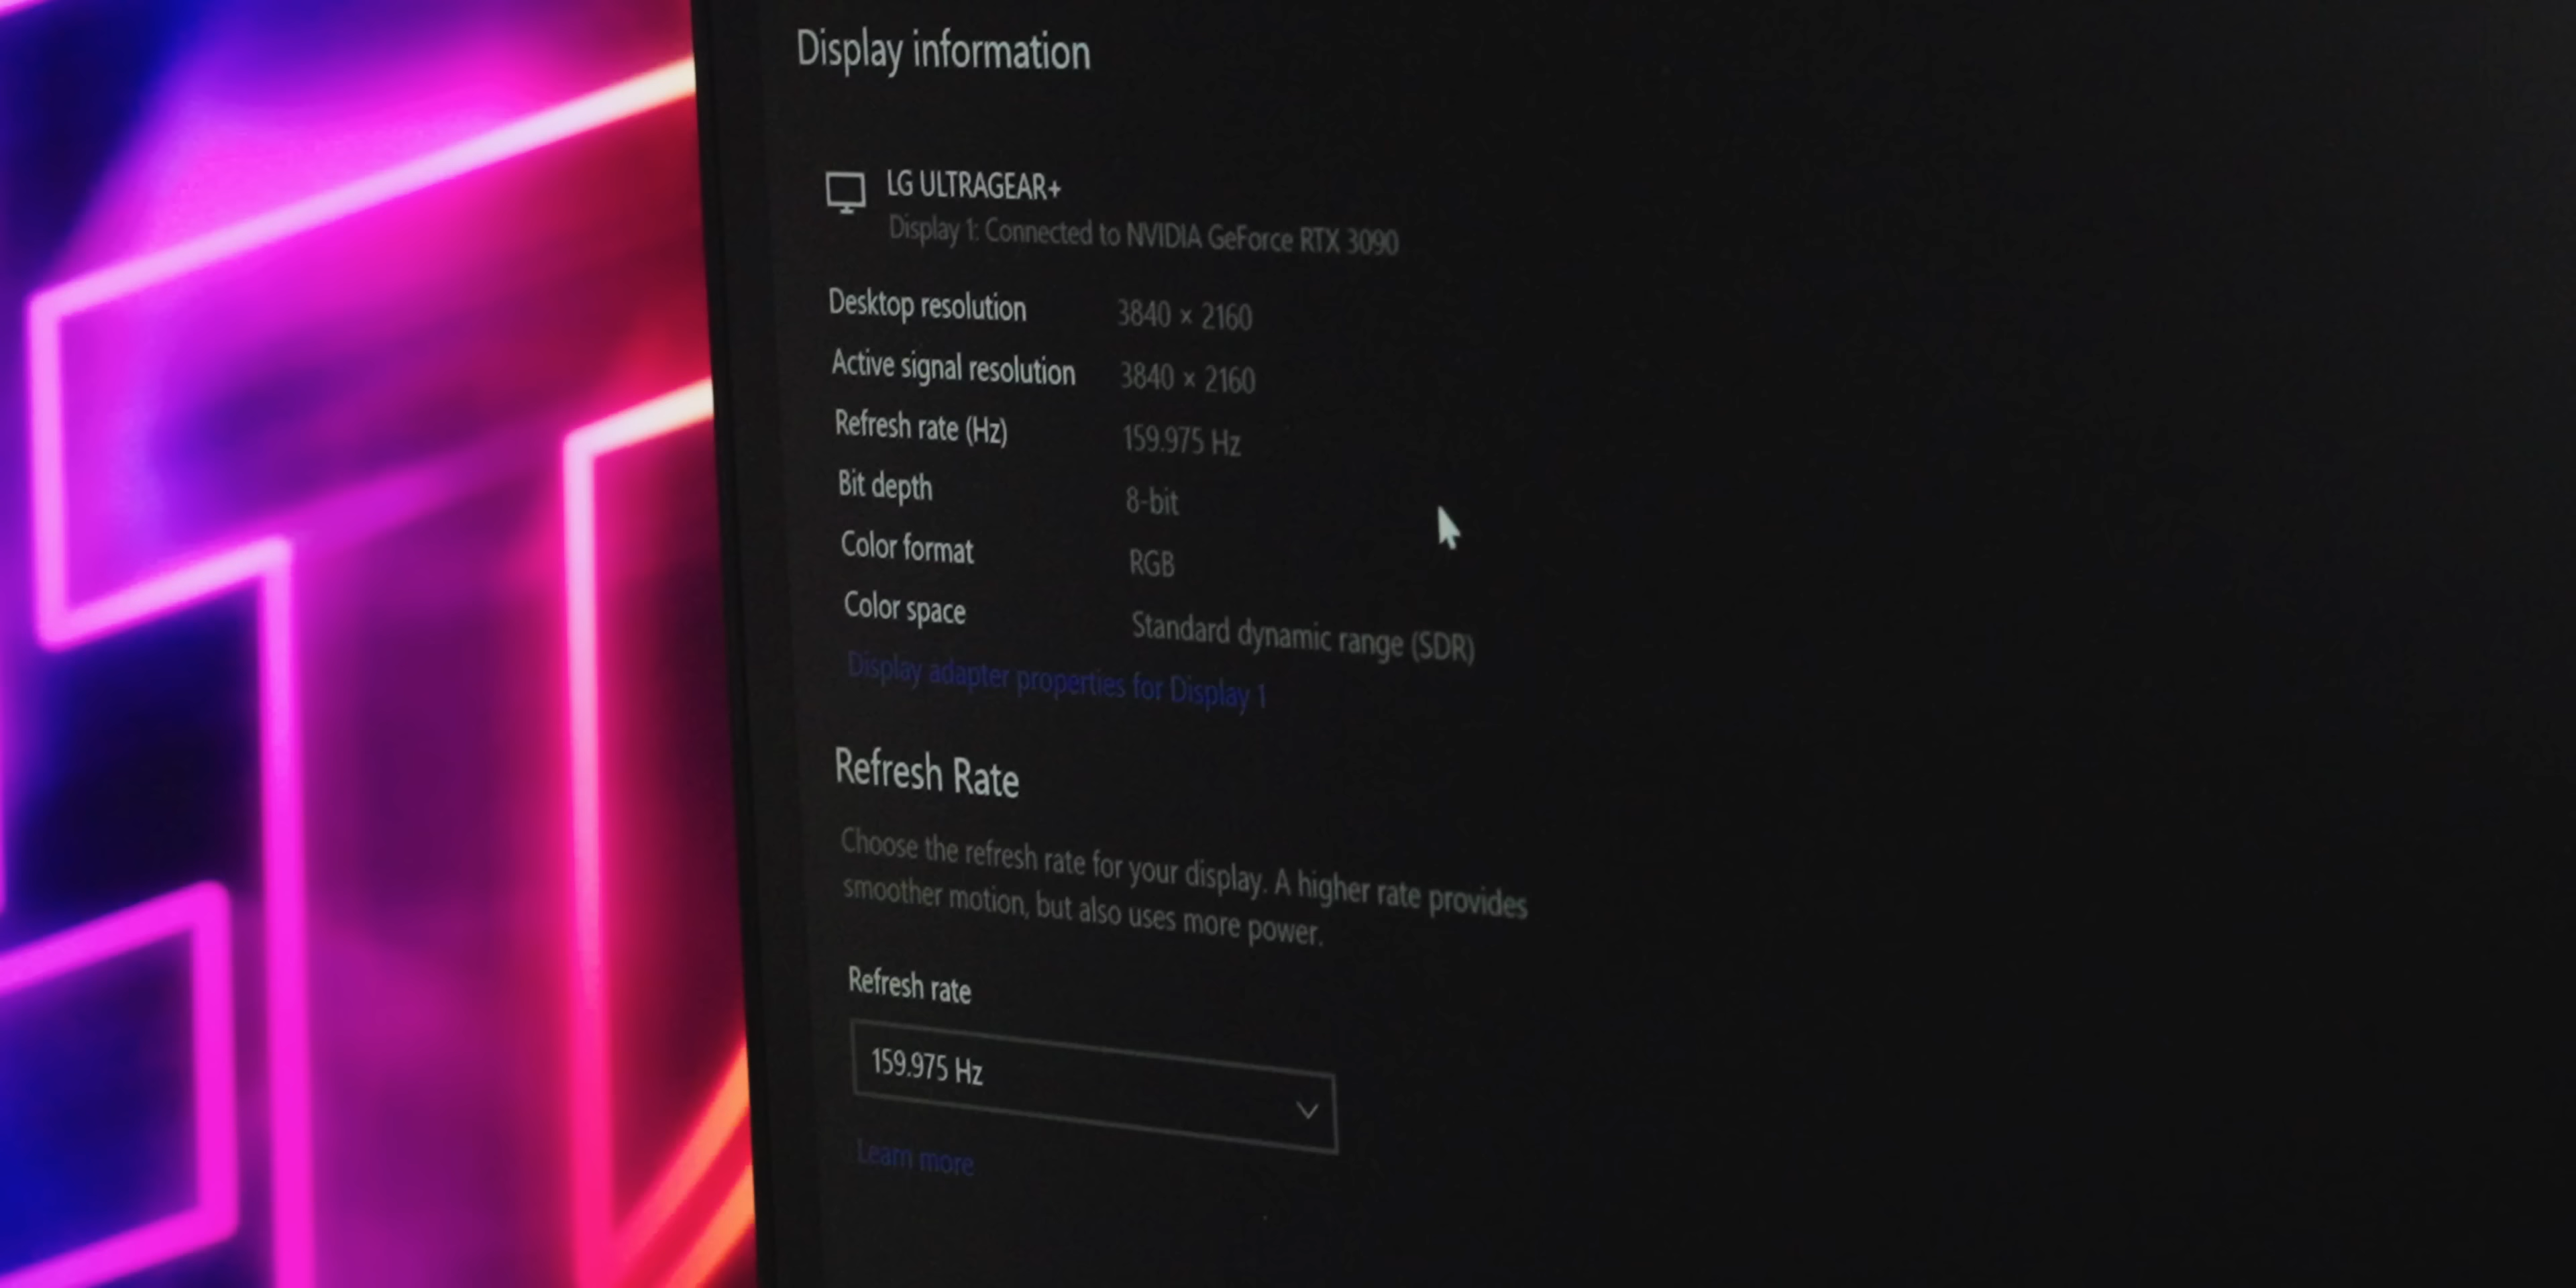 Display information
LG ULTRAGEAR+
Display 1: Connected to NVIDIA GeForce RTX 3090
Desktop resolution 3840 × 2160
Active signal resolution 3840 × 2160
Refresh rate (Hz) 159.975 Hz
Bit depth 8-bit
Color format RGB
Color space Standard dynamic range (SDR)
Display adapter properties for Display 1
Refresh Rate
Choose the refresh rate for your display. A higher rate provides
smoother motion, but also uses more power.
Refresh rate
159.975 Hz
Learn more